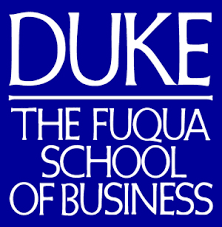 DUKE
THE FUQUA
SCHOOL
OF BUSINESS